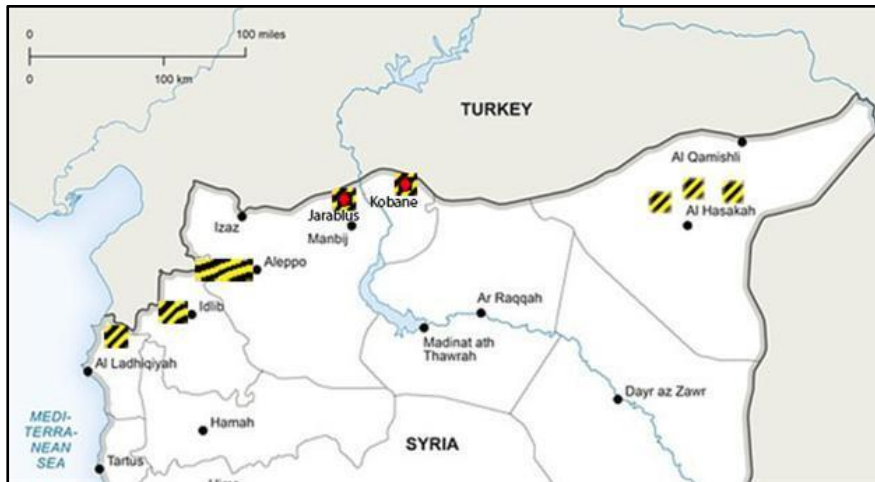 0 100 miles
0 100 km
TURKEY
Al Qamishli
Kobane
Jarablus
Al Hasakah
Izaz
Manbij
Aleppo
Idlib
Ar Raqqah
Madinat ath
Thawrah
Al Ladhiqiyah
Dayr az Zawr
MEDI-
TERRA-
NEAN
SEA
Hamah
SYRIA
Tartus